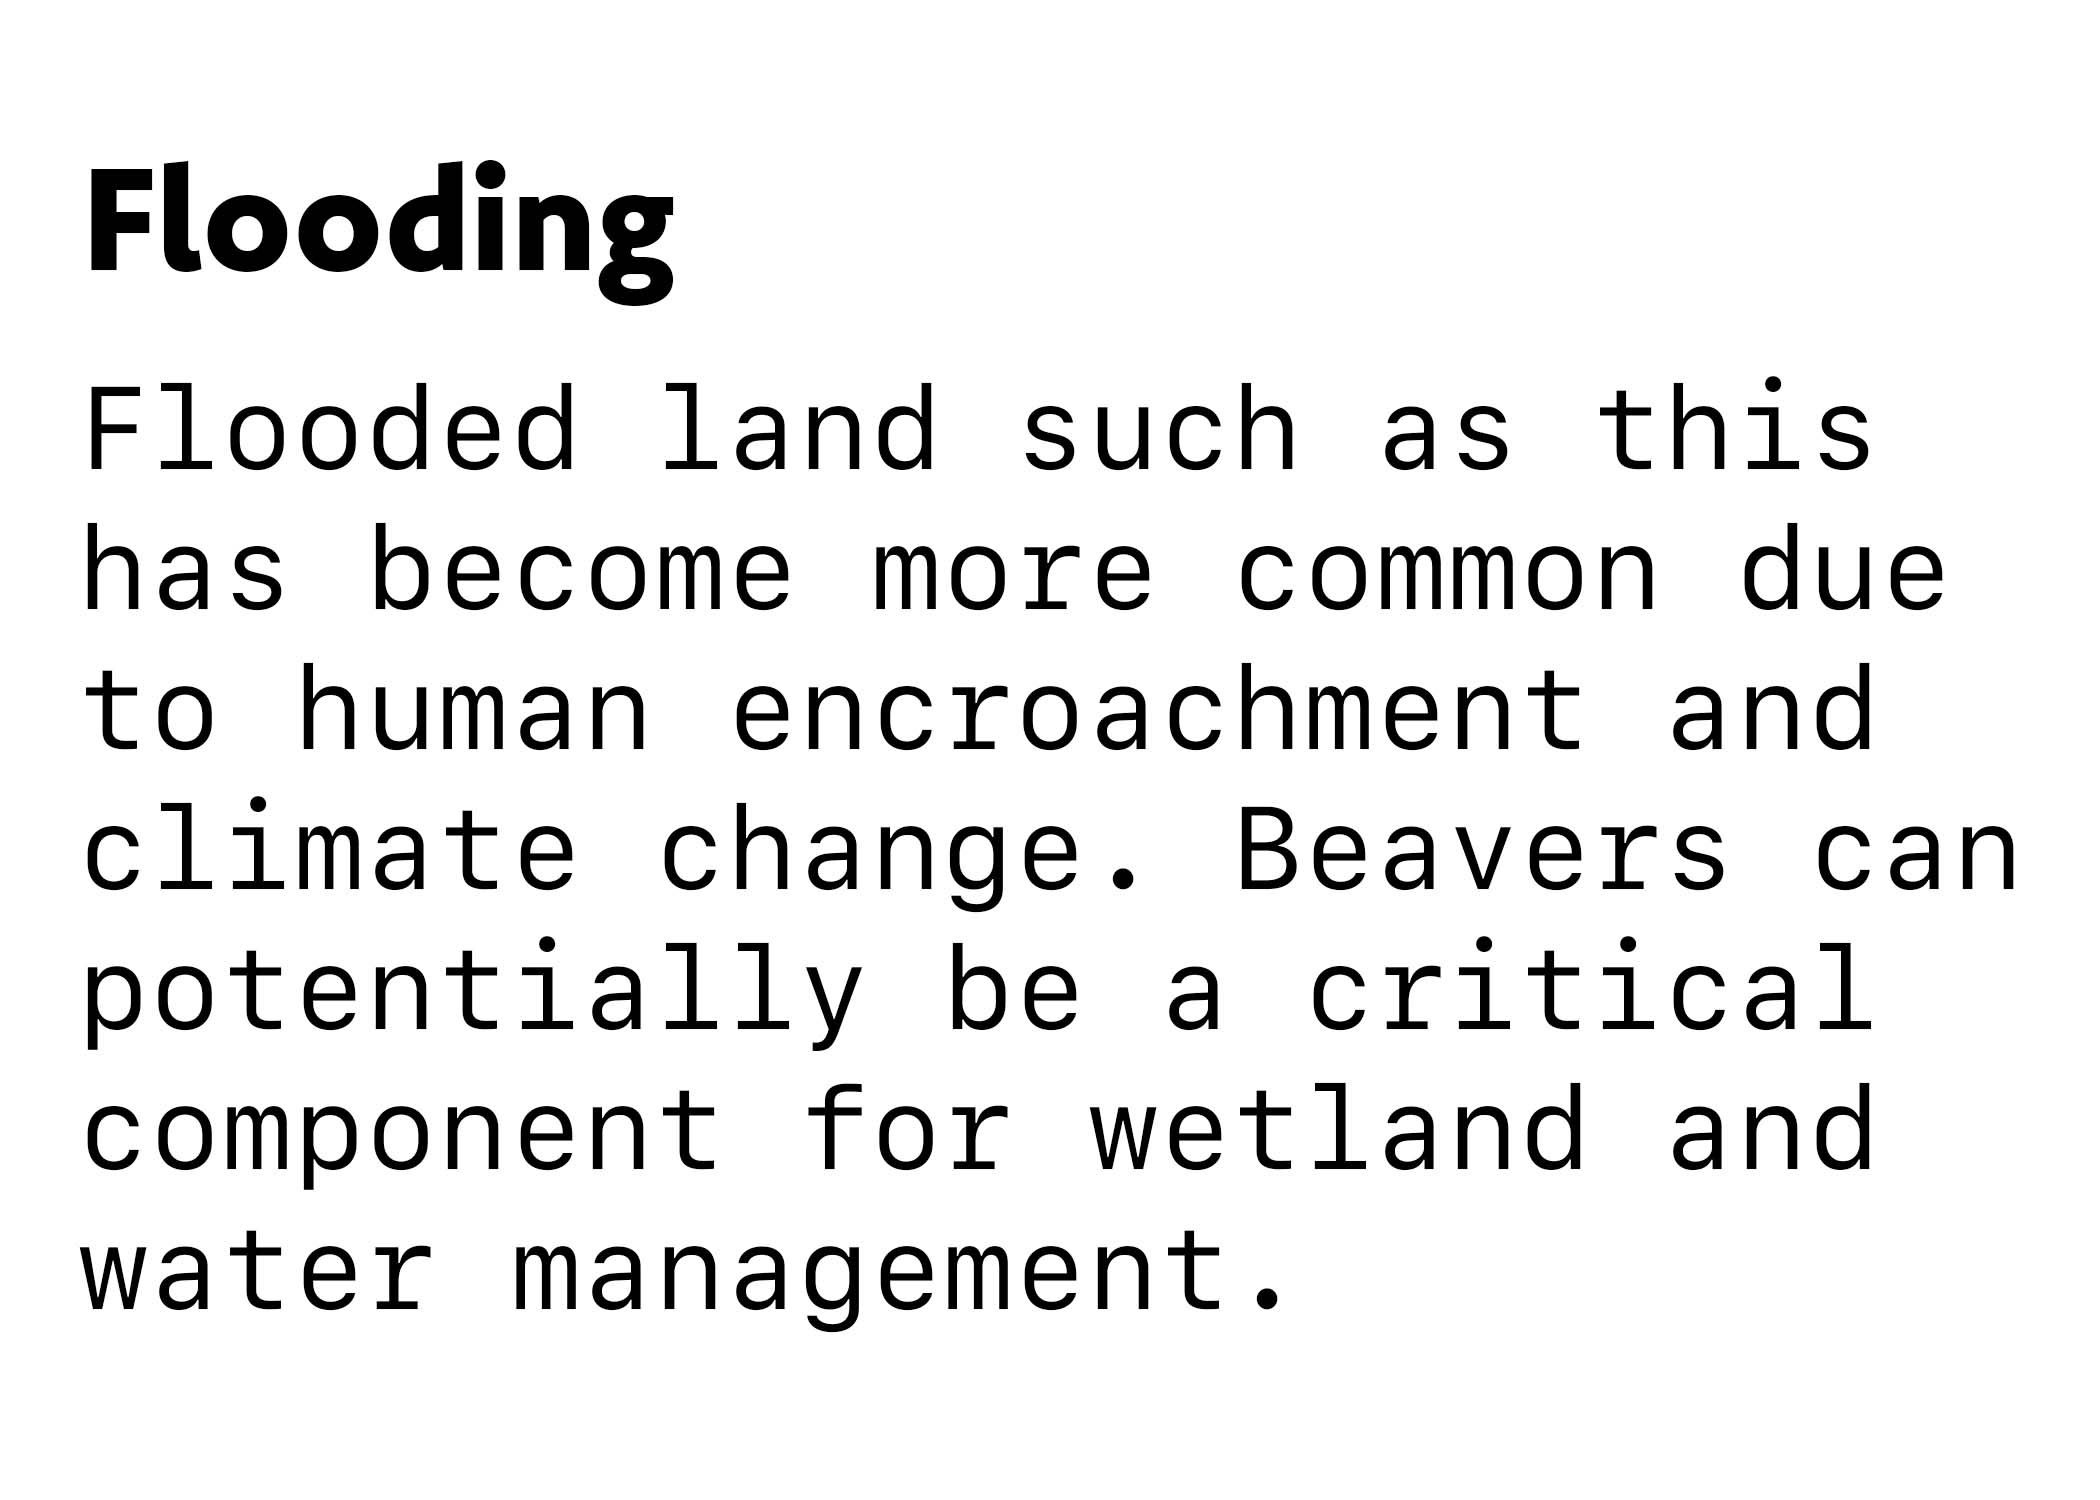 Flooding
Flooded land such as this
has become more common due
to human encroachment and
climate change. Beavers can
potentially be a critical
component for wetland and
water management.